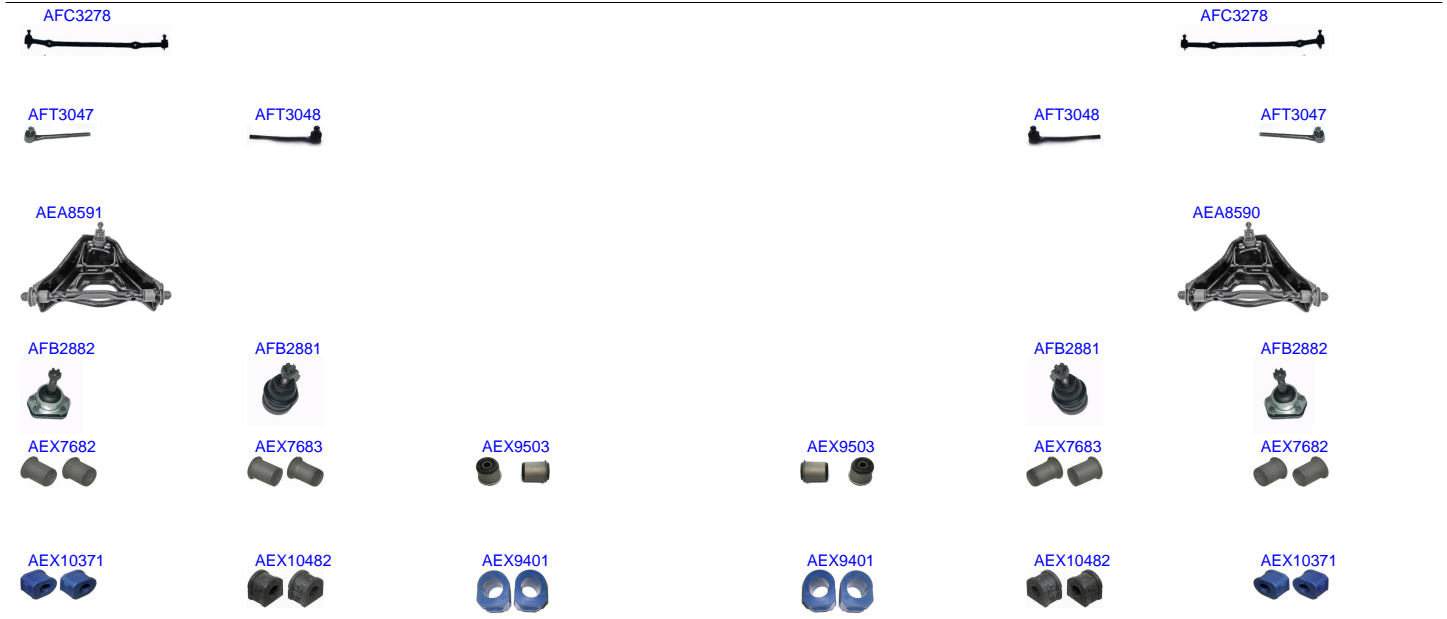 AFC3278 AFC3278
AFT3047 AFT3048 AFT3048 AFT3047
AEA8591 AEA8590
AFB2882 AFB2881 AFB2881 AFB2882
AEX7682 AEX7683 AEX9503 AEX9503 AEX7683 AEX7682
AEX10371 AEX10482 AEX9401 AEX9401 AEX10482 AEX10371